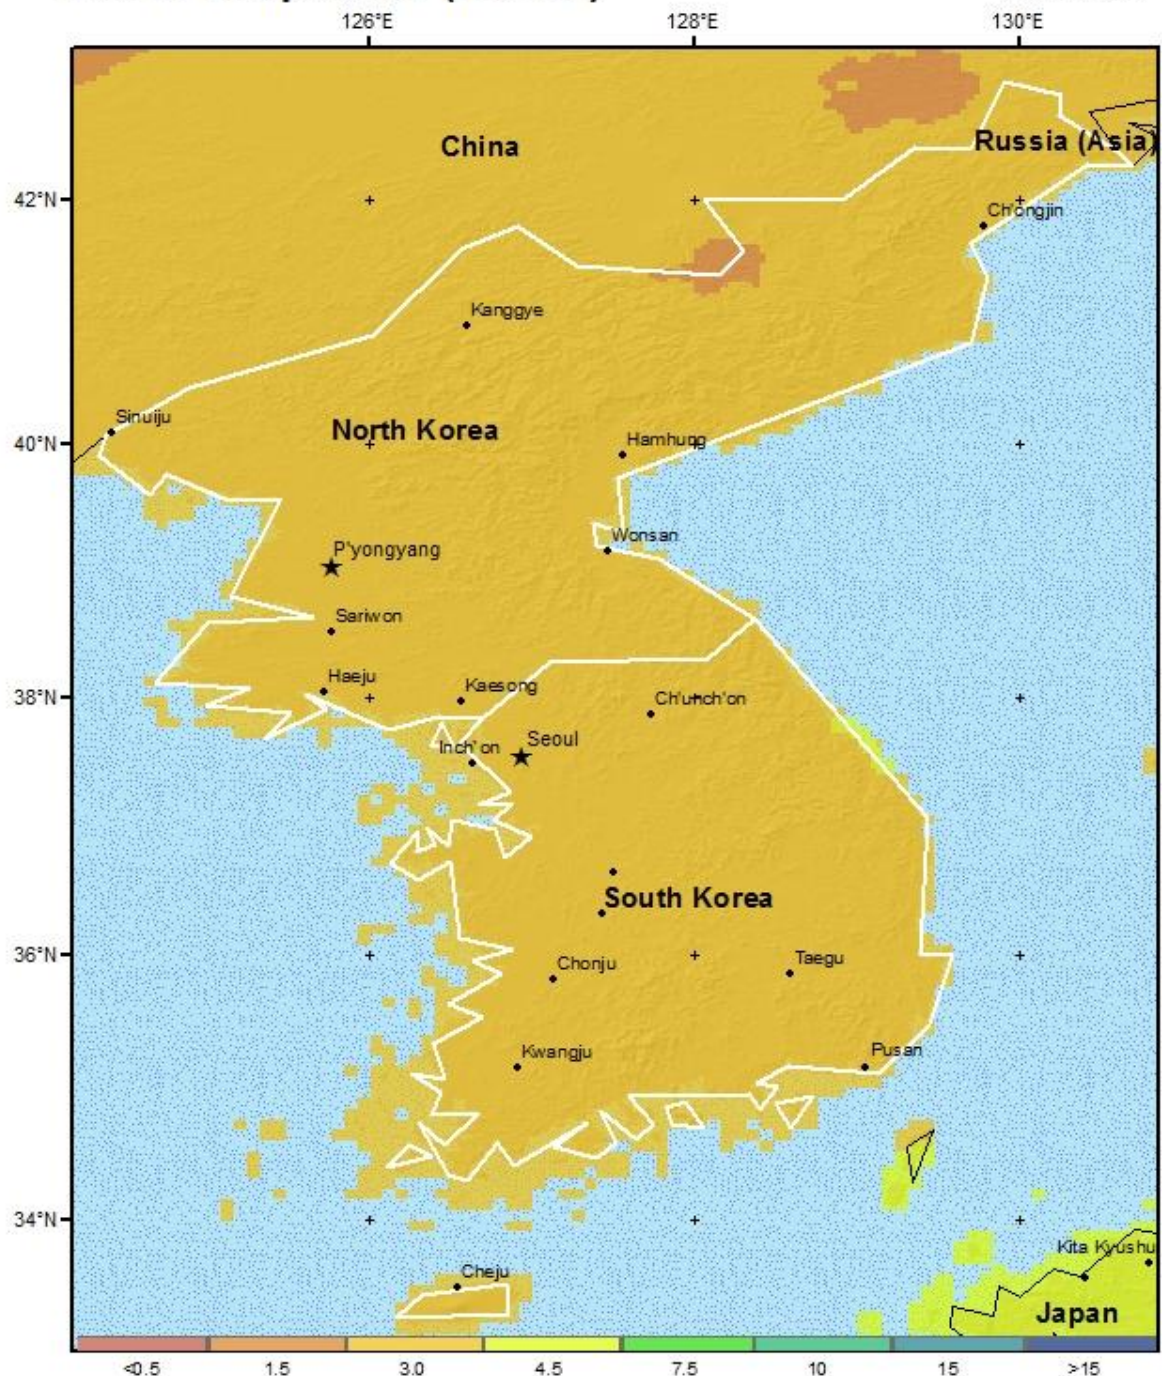 126°E 128°E 130°E
China
Russia (Asia)
42°N
Ch'ongjin
Kanggye
Sinuiju
North Korea
Hamhung
40°N
Wonsan
P'yongyang
Sariwon
Haeju
Kaesong
38°N
Ch'unch'on
Inch'on
Seoul
South Korea
36°N
Chonju
Taegu
Kwangju
Pusan
34°N
Kita Kyushu
Cheju
Japan
<0.5 1.5 3.0 4.5 7.5 10 15 >15